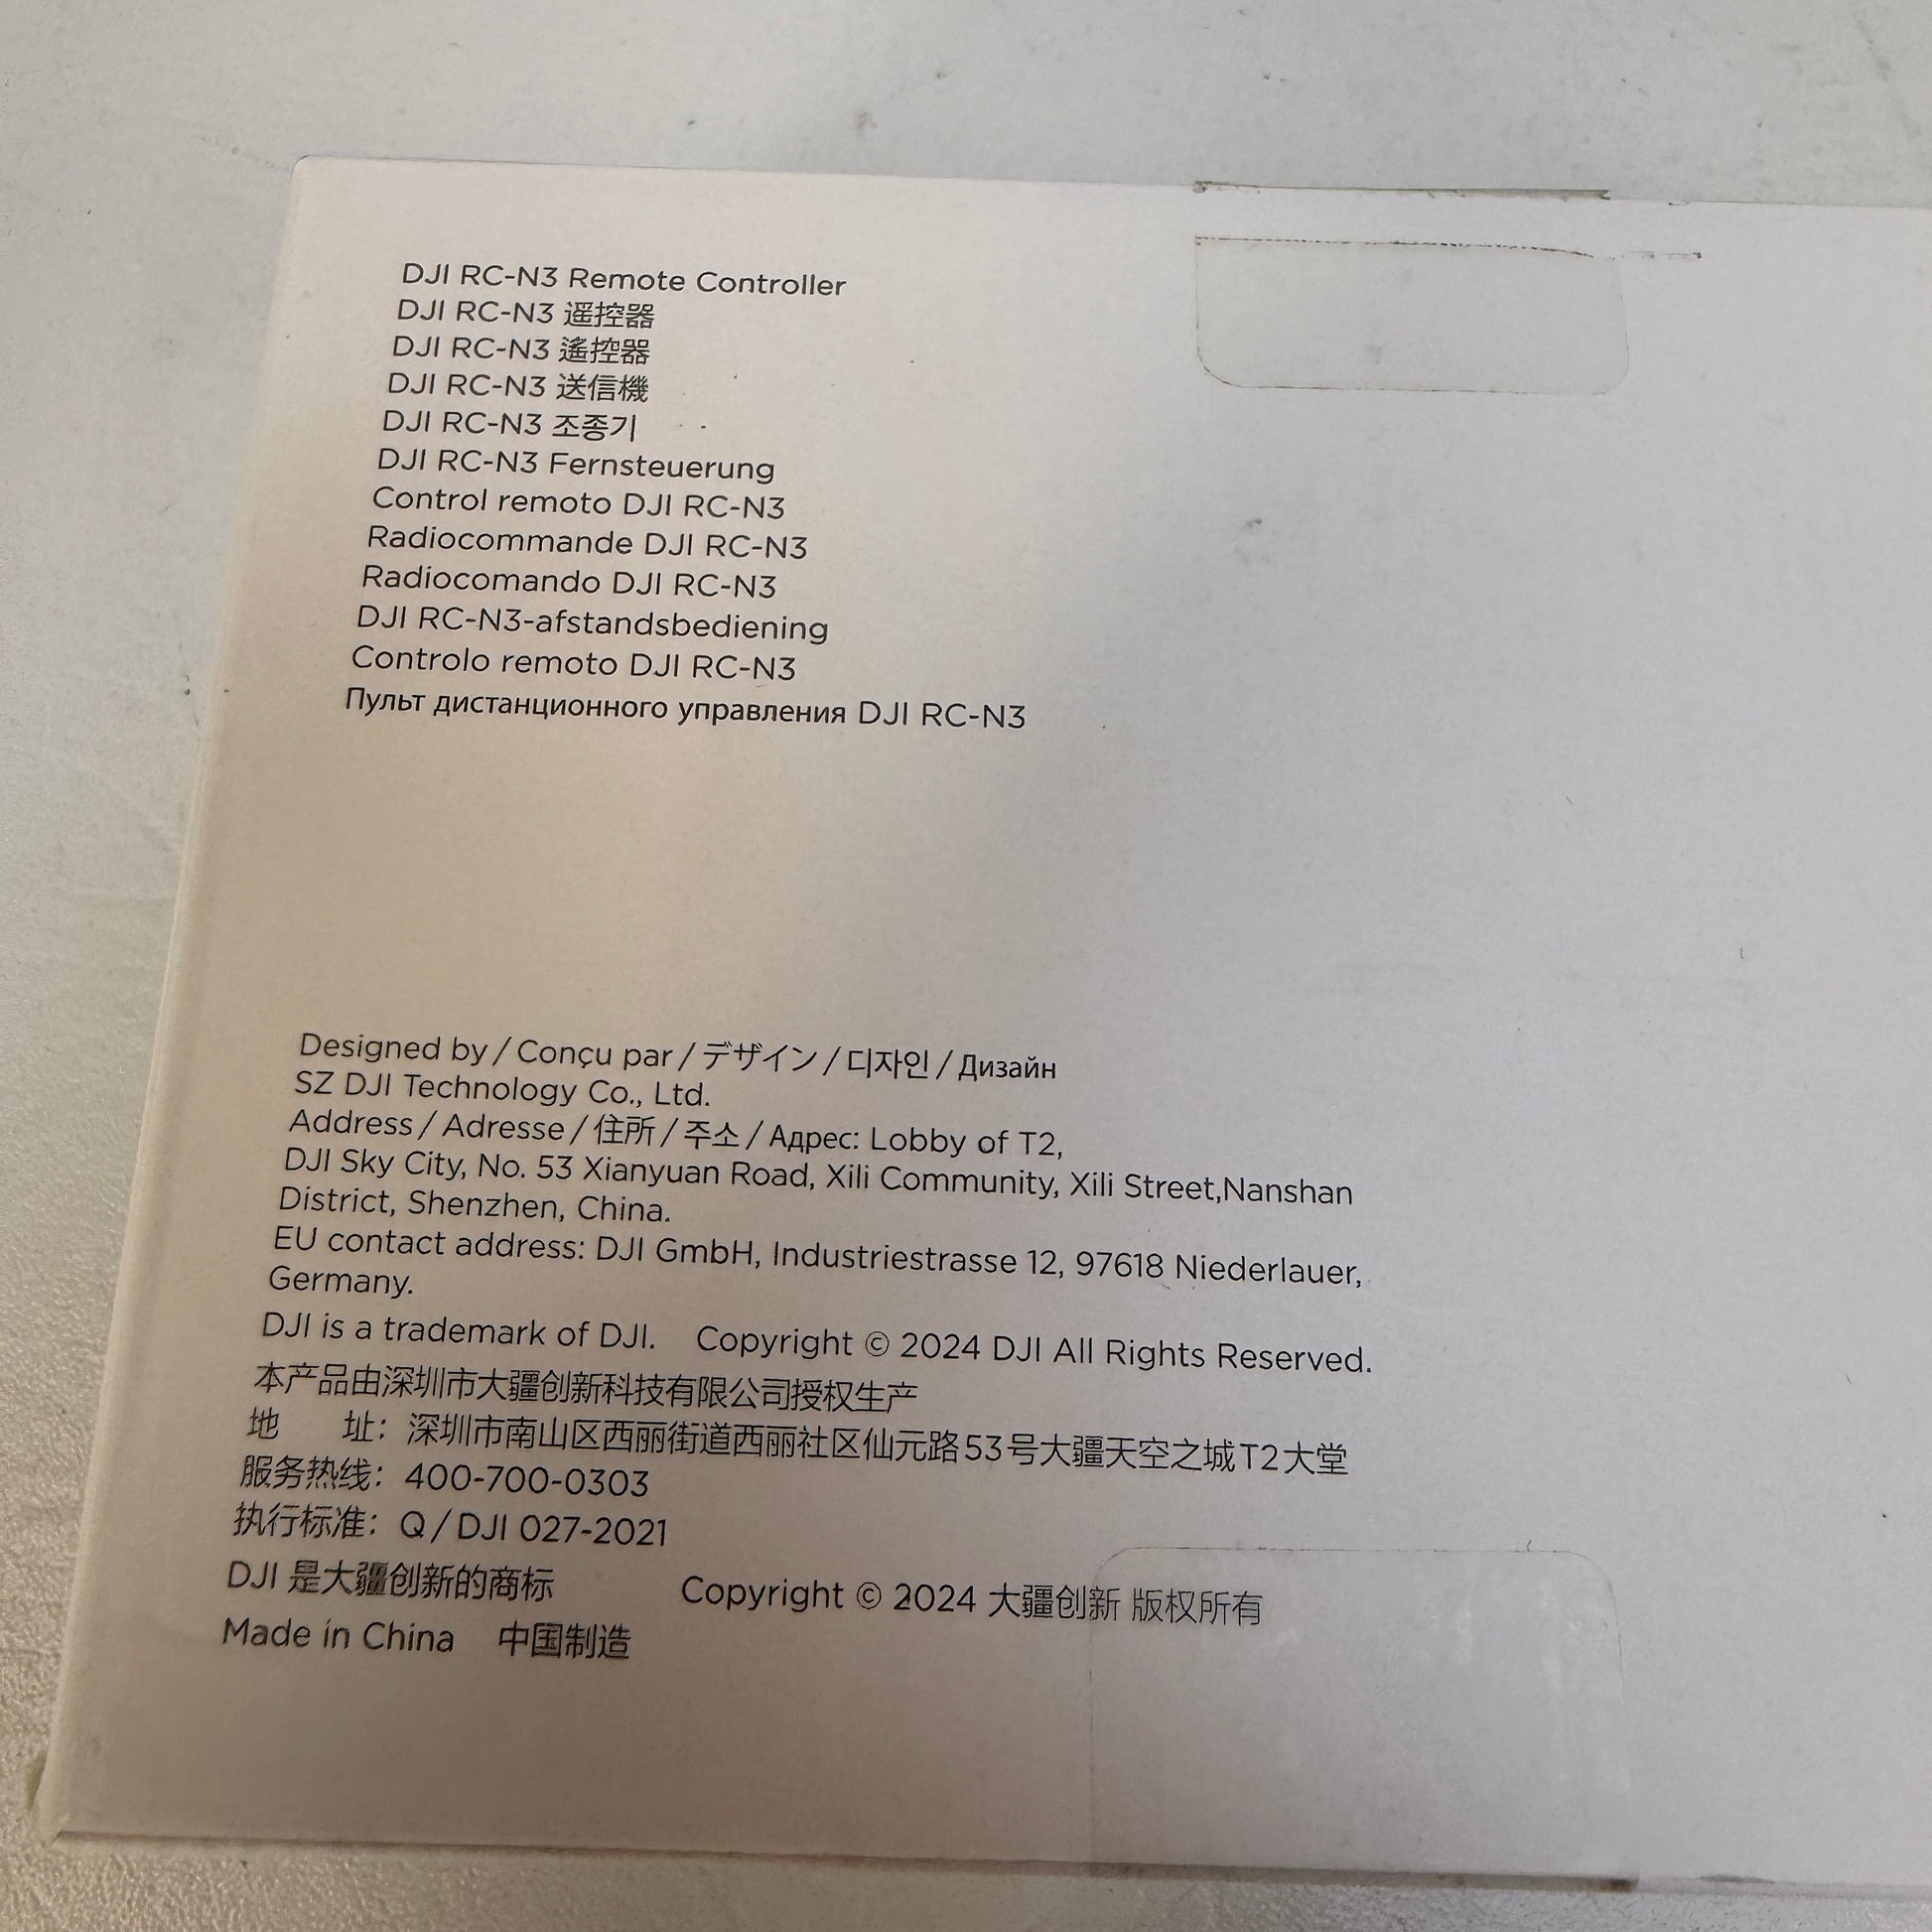 DJI RC-N3 Remote Controller
DJI RC-N3 遥控器
DJI RC-N3 遙控器
DJI RC-N3 送信機
DJI RC-N3 조종기
DJI RC-N3 Fernsteuerung
Control remoto DJI RC-N3
Radiocommande DJI RC-N3
Radiocomando DJI RC-N3
DJI RC-N3-afstandsbediening
Controlo remoto DJI RC-N3
Пульт дистанционного управления DJI RC-N3
Designed by / Conçu par / デザイン / 디자인 / Дизайн
SZ DJI Technology Co., Ltd.
Address / Adresse / 住所 / 주소 / Адрес: Lobby of T2,
DJI Sky City, No. 53 Xianyuan Road, Xili Community, Xili Street,Nanshan
District, Shenzhen, China.
EU contact address: DJI GmbH, Industriestrasse 12, 97618 Niederlauer,
Germany.
DJI is a trademark of DJI. Copyright © 2024 DJI All Rights Reserved.
本产品由深圳市大疆创新科技有限公司授权生产
地 址：深圳市南山区西丽街道西丽社区仙元路53号大疆天空之城T2大堂
服务热线：400-700-0303
执行标准：Q / DJI 027-2021
DJI 是大疆创新的商标 Copyright © 2024 大疆创新 版权所有
Made in China 中国制造